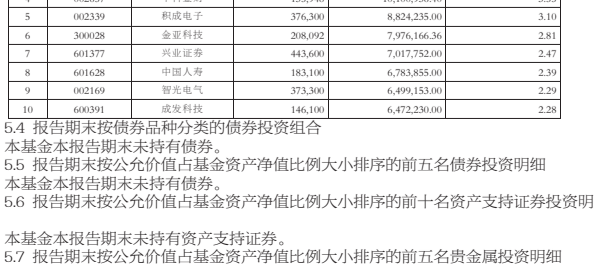 5 002339 积成电子 376,300 8,824,235.00 3.10
6 300028 金亚科技 208,092 7,976,166.36 2.81
7 601377 兴业证券 443,600 7,017,752.00 2.47
8 601628 中国人寿 183,100 6,783,855.00 2.39
9 002169 智光电气 373,300 6,499,153.00 2.29
10 600391 成发科技 146,100 6,472,230.00 2.28
5.4 报告期末按债券品种分类的债券投资组合
本基金本报告期末未持有债券。
5.5 报告期末按公允价值占基金资产净值比例大小排序的前五名债券投资明细
本基金本报告期末未持有债券。
5.6 报告期末按公允价值占基金资产净值比例大小排序的前十名资产支持证券投资明
本基金本报告期末未持有资产支持证券。
5.7 报告期末按公允价值占基金资产净值比例大小排序的前五名贵金属投资明细